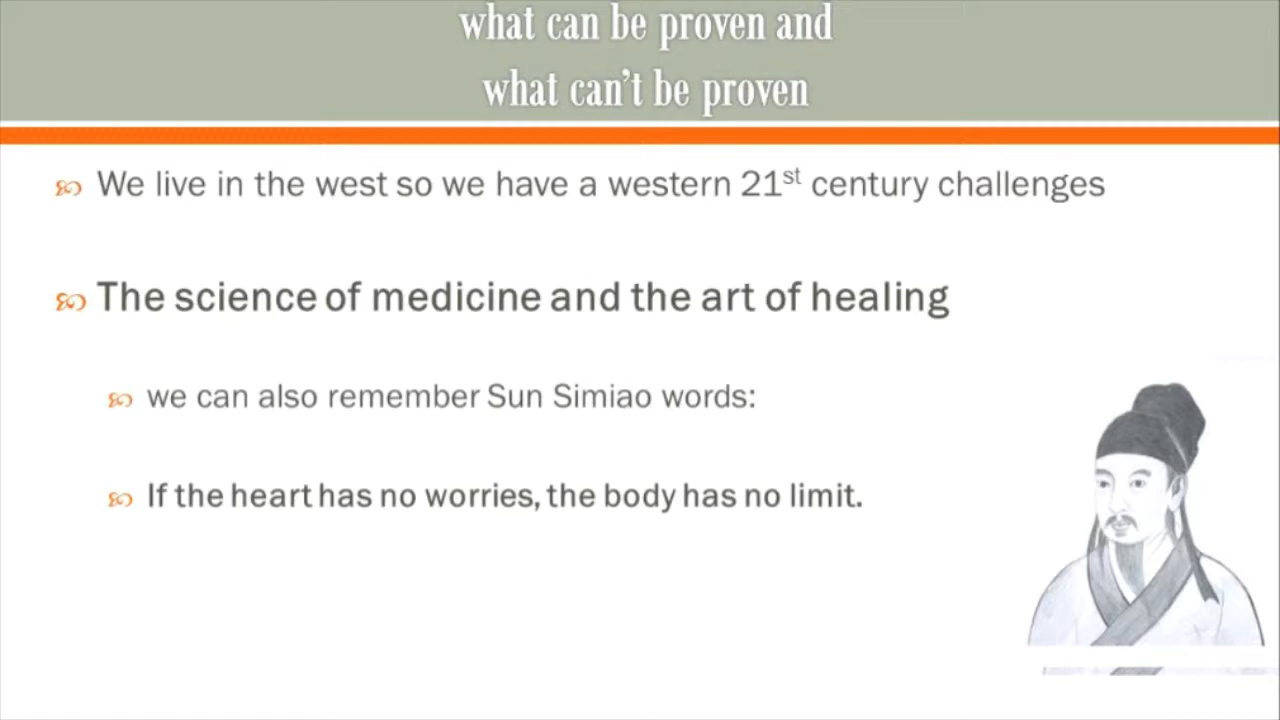 what can be proven and
what can't be proven
We live in the west so we have a western 21st century challenges
The science of medicine and the art of healing
we can also remember Sun Simiao words:
If the heart has no worries, the body has no limit.